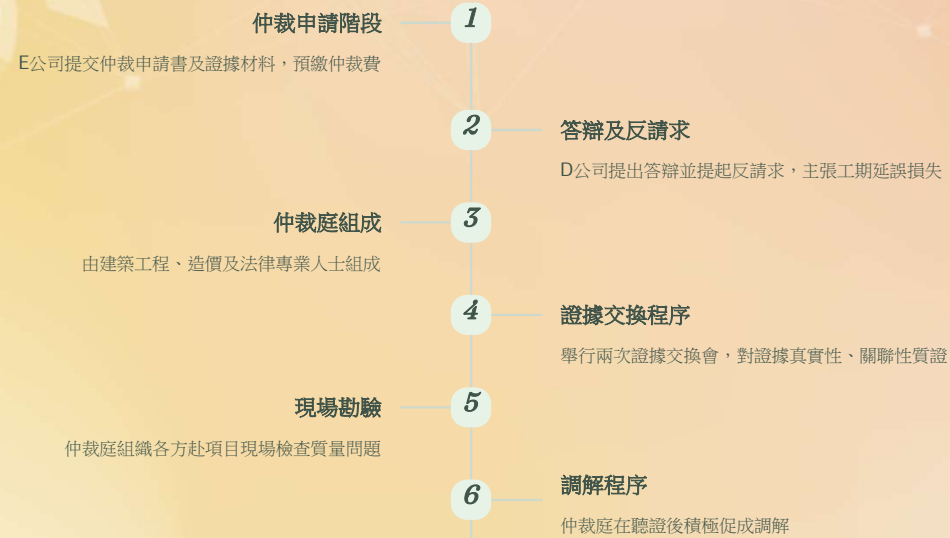 1
仲裁申請階段
E公司提交仲裁申請書及證據材料，預繳仲裁費
2
答辯及反請求
D公司提出答辯並提起反請求，主張工期延誤損失
3
仲裁庭組成
由建築工程、造價及法律專業人士組成
4
證據交換程序
舉行兩次證據交換會，對證據真實性、關聯性質證
5
現場勘驗
仲裁庭組織各方赴項目現場檢查質量問題
6
調解程序
仲裁庭在聽證後積極促成調解